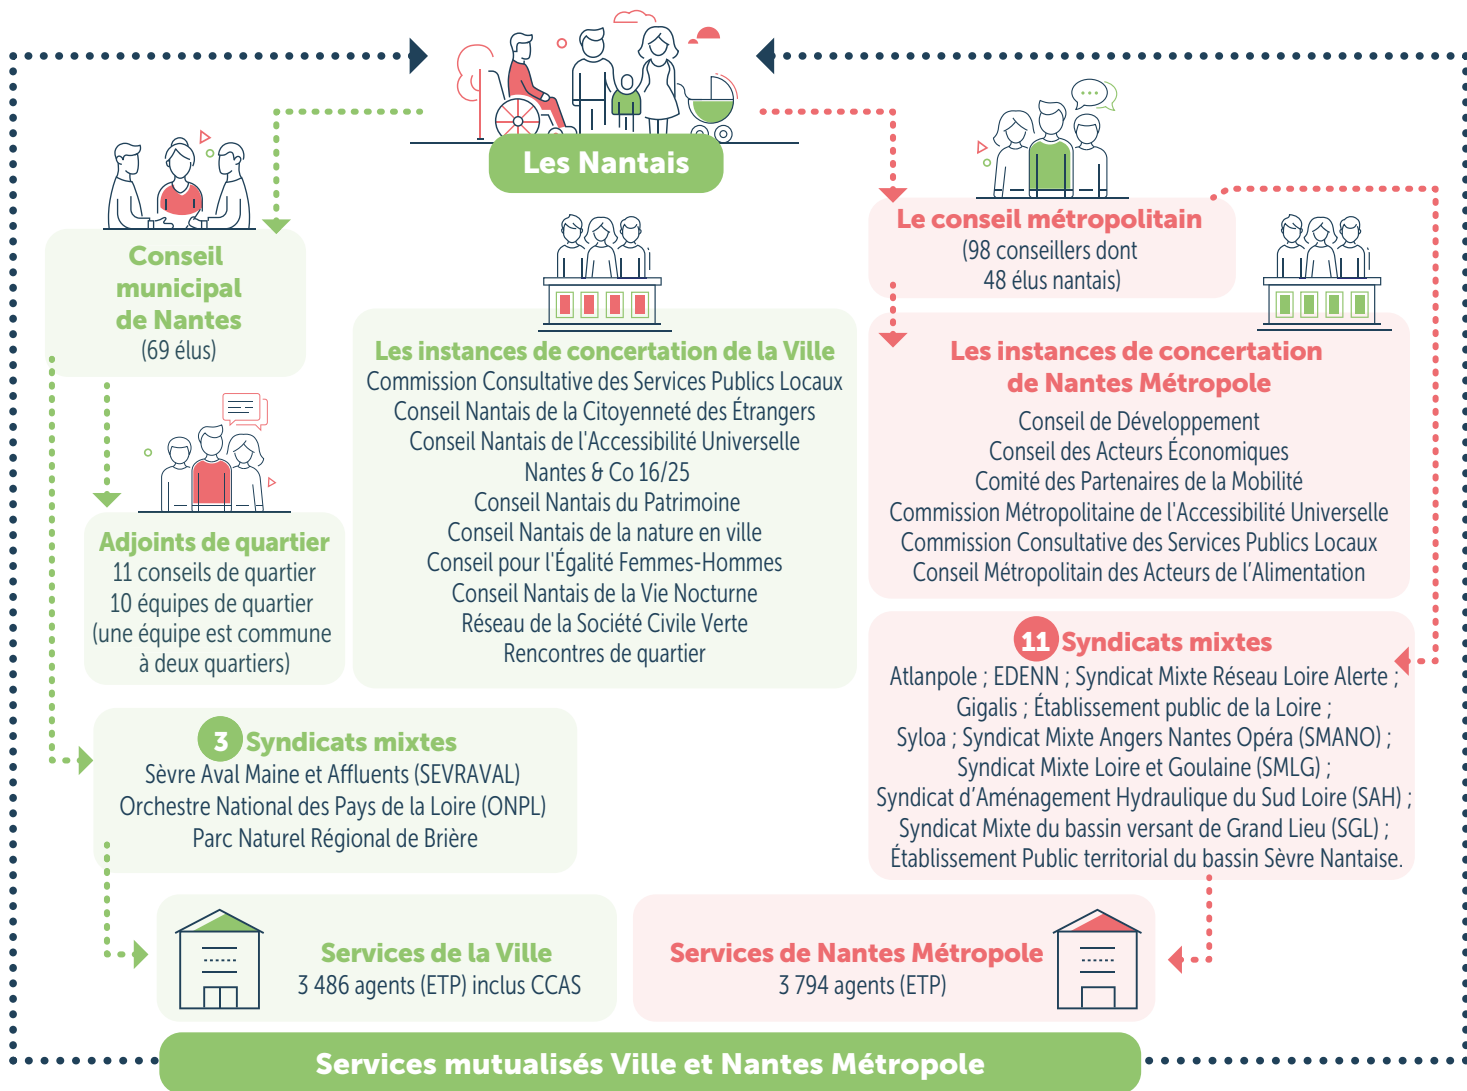 Les Nantais
Conseil
municipal
de Nantes
(69 élus)
Adjoints de quartier
11 conseils de quartier
10 équipes de quartier
(une équipe est commune
à deux quartiers)
Les instances de concertation de la Ville
Commission Consultative des Services Publics Locaux
Conseil Nantais de la Citoyenneté des Étrangers
Conseil Nantais de l'Accessibilité Universelle
Nantes & Co 16/25
Conseil Nantais du Patrimoine
Conseil Nantais de la nature en ville
Conseil pour l'Égalité Femmes-Hommes
Conseil Nantais de la Vie Nocturne
Réseau de la Société Civile Verte
Rencontres de quartier
3 Syndicats mixtes
Sèvre Aval Maine et Affluents (SEVRAVAL)
Orchestre National des Pays de la Loire (ONPL)
Parc Naturel Régional de Brière
Le conseil métropolitain
(98 conseillers dont
48 élus nantais)
Les instances de concertation
de Nantes Métropole
Conseil de Développement
Conseil des Acteurs Économiques
Comité des Partenaires de la Mobilité
Commission Métropolitaine de l'Accessibilité Universelle
Commission Consultative des Services Publics Locaux
Conseil Métropolitain des Acteurs de l’Alimentation
11 Syndicats mixtes
Atlanpole ; EDENN ; Syndicat Mixte Réseau Loire Alerte ;
Gigalis ; Établissement public de la Loire ;
Syloa ; Syndicat Mixte Angers Nantes Opéra (SMANO) ;
Syndicat Mixte Loire et Goulaine (SMLG) ;
Syndicat d’Aménagement Hydraulique du Sud Loire (SAH) ;
Syndicat Mixte du bassin versant de Grand Lieu (SGL) ;
Établissement Public territorial du bassin Sèvre Nantaise.
Services de la Ville
3 486 agents (ETP) inclus CCAS
Services de Nantes Métropole
3 794 agents (ETP)
Services mutualisés Ville et Nantes Métropole